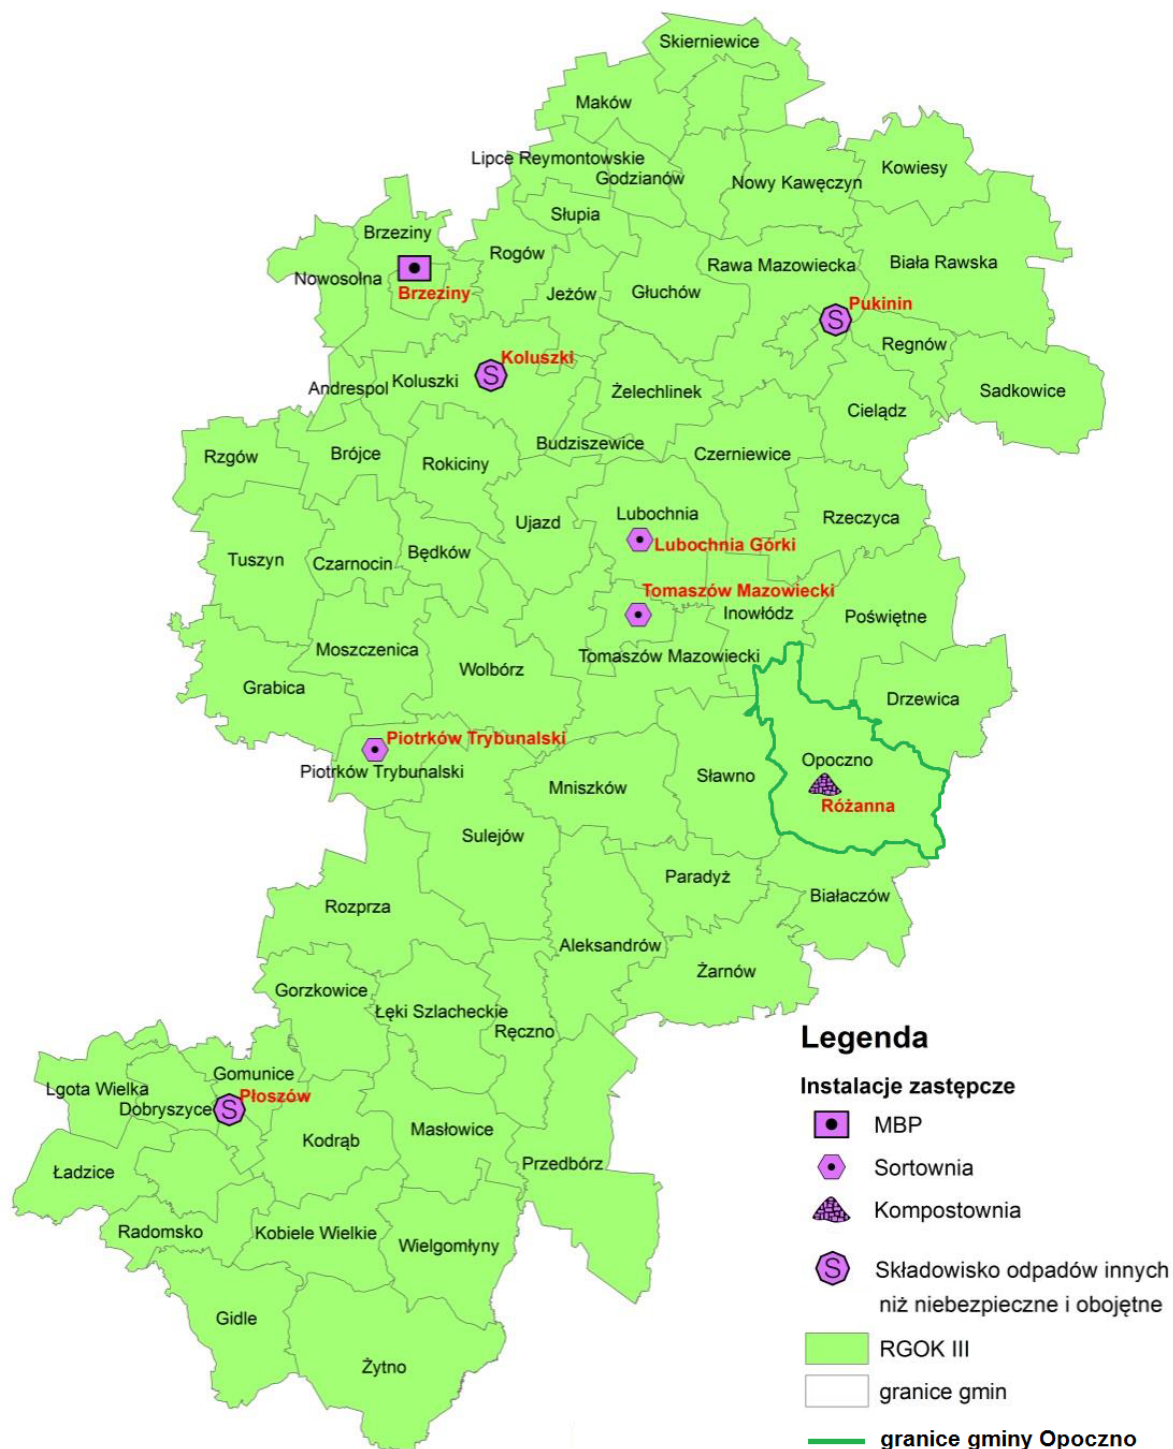 Skierniewice
Maków
Lipce Reymontowskie
Godzianów
Nowy Kawęczyn
Kowiesy
Słupia
Brzeziny
Rogów
Nowosolna
Brzeziny
Jeżów
Głuchów
Rawa Mazowiecka
Biała Rawska
Pukinin
Regnów
Koluszki
Andrespol
Koluszki
Żelechlinek
Sadkowice
Cielądz
Budziszewice
Czerniewice
Rzgów
Brójce
Rokiciny
Ujazd
Lubochnia
Rzeczyca
Lubochnia Górki
Tuszyn
Czarnocin
Będków
Tomaszów Mazowiecki
Inowłódz
Poświętne
Moszczenica
Wolbórz
Tomaszów Mazowiecki
Grabica
Drzewica
Piotrków Trybunalski
Piotrków Trybunalski
Mniszków
Sławno
Opoczno
Różanna
Sulejów
Paradyż
Białaczów
Rozprza
Aleksandrów
Żarnów
Gorzkowice
Łęki Szlacheckie
Ręczno
Gomunice
Lgota Wielka
Dobryszyce
Płoszów
Kodrąb
Masłowice
Przedbórz
Ładzice
Radomsko
Kobiele Wielkie
Wielgomłyny
Gidle
Żytno
Legenda
Instalacje zastępcze
MBP
Sortownia
Kompostownia
S Składowisko odpadów innych
niż niebezpieczne i obojętne
RGOK III
granice gmin
granice gminy Opoczno